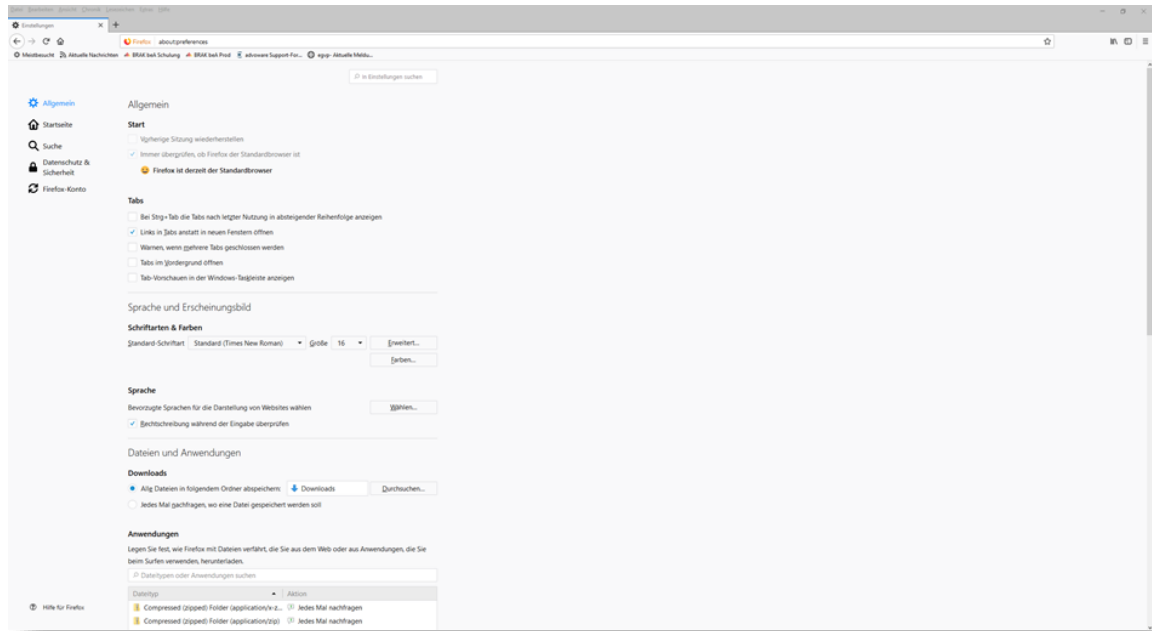 Datei Bearbeiten Ansicht Chronik Lesezeichen Extras Hilfe
Einstellungen
Firefox about:preferences
Meistbesucht Aktuelle Nachrichten BRAK beA Schulung BRAK beA Prod advoware Support-For... egvp- Aktuelle Meldu...
In Einstellungen suchen
Allgemein
Startseite
Suche
Datenschutz &
Sicherheit
Firefox-Konto
Allgemein
Start
Vorherige Sitzung wiederherstellen
Immer überprüfen, ob Firefox der Standardbrowser ist
Firefox ist derzeit der Standardbrowser
Tabs
Bei Strg+Tab die Tabs nach letzter Nutzung in absteigender Reihenfolge anzeigen
Links in Tabs anstatt in neuen Fenstern öffnen
Warnen, wenn mehrere Tabs geschlossen werden
Tabs im Vordergrund öffnen
Tab-Vorschauen in der Windows-Taskleiste anzeigen
Sprache und Erscheinungsbild
Schriftarten & Farben
Standard-Schriftart Standard (Times New Roman) Größe 16 Erweitert...
Farben...
Sprache
Bevorzugte Sprachen für die Darstellung von Websites wählen Wählen...
Rechtschreibung während der Eingabe überprüfen
Dateien und Anwendungen
Downloads
Alle Dateien in folgendem Ordner abspeichern: Downloads Durchsuchen...
Jedes Mal nachfragen, wo eine Datei gespeichert werden soll
Anwendungen
Legen Sie fest, wie Firefox mit Dateien verfährt, die Sie aus dem Web oder aus Anwendungen, die Sie
beim Surfen verwenden, herunterladen.
Dateitypen oder Anwendungen suchen
Dateityp Aktion
Compressed (zipped) Folder (application/x-z... Jedes Mal nachfragen
Compressed (zipped) Folder (application/zip) Jedes Mal nachfragen
Hilfe für Firefox